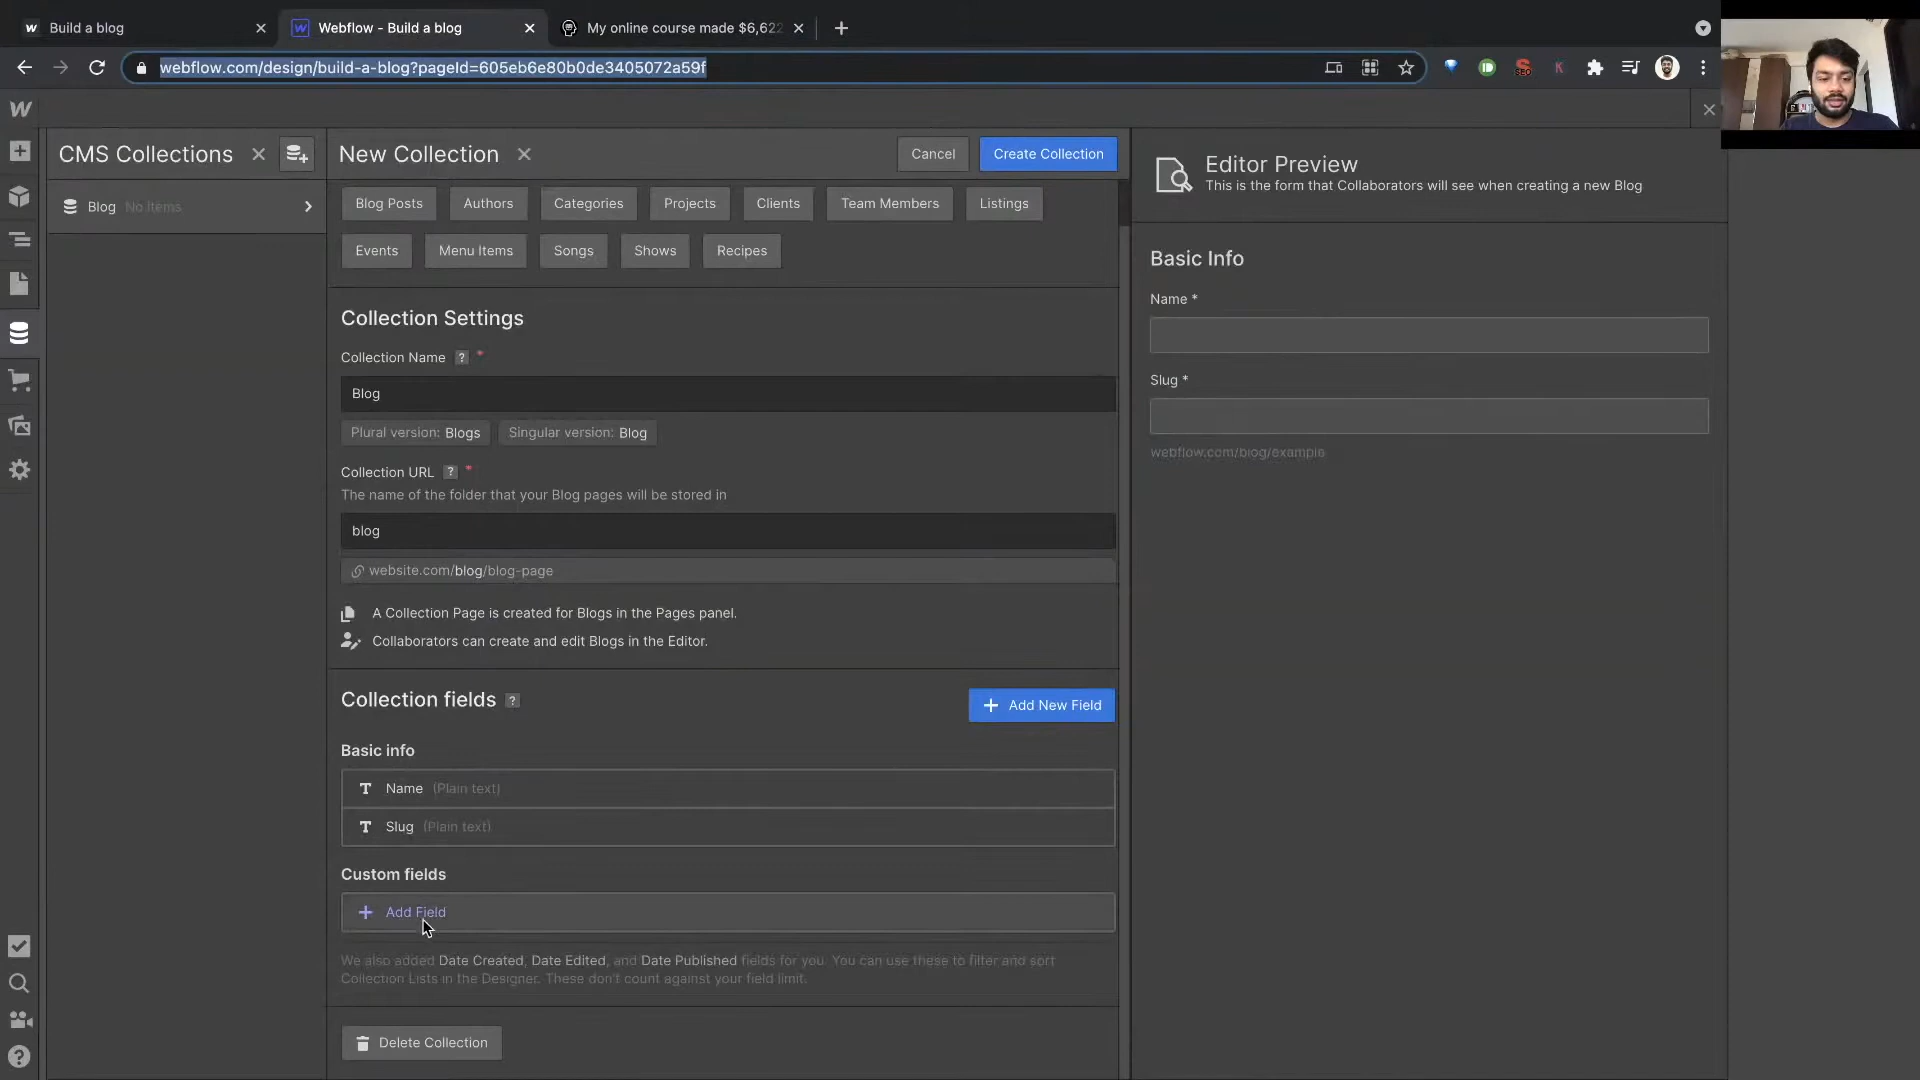 Build a blog
Webflow - Build a blog
My online course made $6,622
webflow.com/design/build-a-blog?pageId=605eb6e80b0de3405072a59f
CMS Collections
Blog No Items
New Collection
Cancel
Create Collection
Blog Posts
Authors
Categories
Projects
Clients
Team Members
Listings
Events
Menu Items
Songs
Shows
Recipes
Collection Settings
Collection Name ? *
Blog
Plural version: Blogs
Singular version: Blog
Collection URL ? *
The name of the folder that your Blog pages will be stored in
blog
website.com/blog/blog-page
A Collection Page is created for Blogs in the Pages panel.
Collaborators can create and edit Blogs in the Editor.
Collection fields ?
Add New Field
Basic info
Name (Plain text)
Slug (Plain text)
Custom fields
Add Field
We also added Date Created, Date Edited, and Date Published fields for you. You can use these to filter and sort
Collection Lists in the Designer. These don't count against your field limit.
Delete Collection
Editor Preview
This is the form that Collaborators will see when creating a new Blog
Basic Info
Name *
Slug *
webflow.com/blog/example